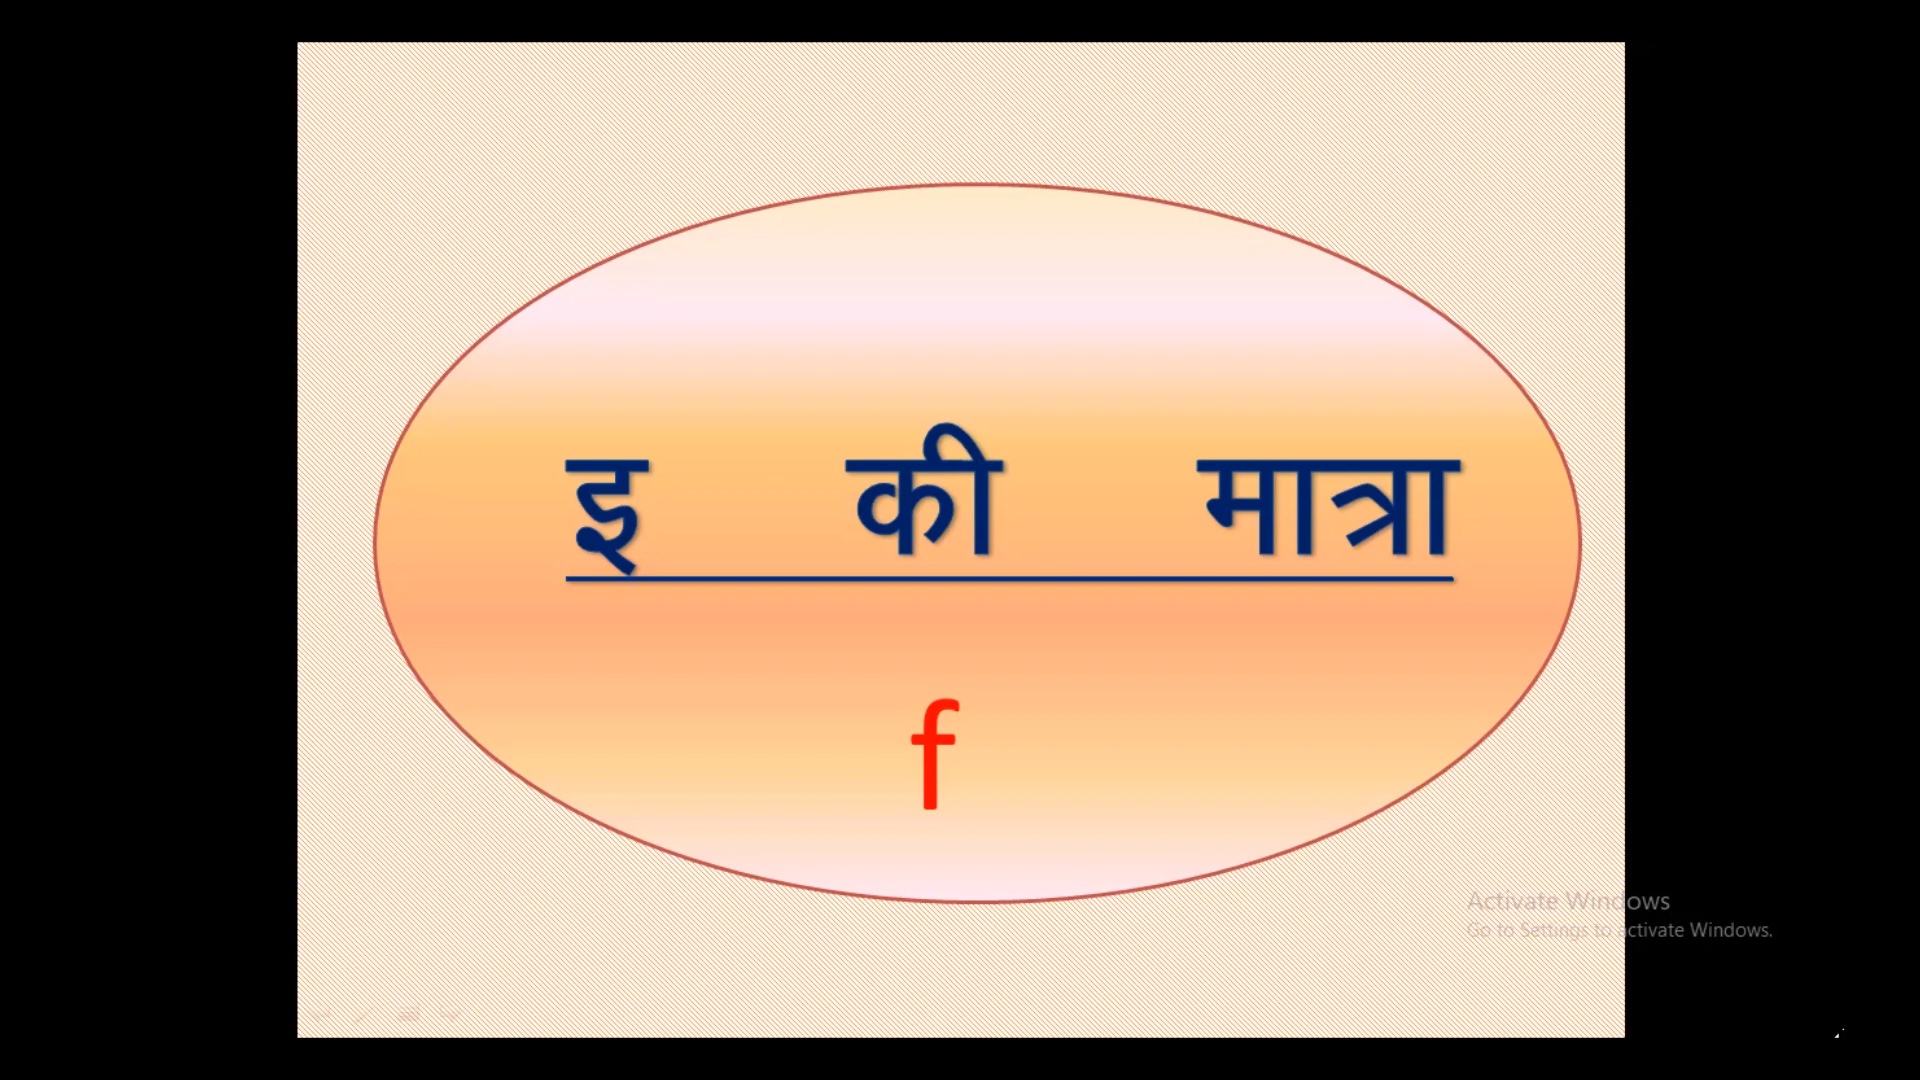 इ की मात्रा
f
Activate Windows
Go to Settings to activate Windows.